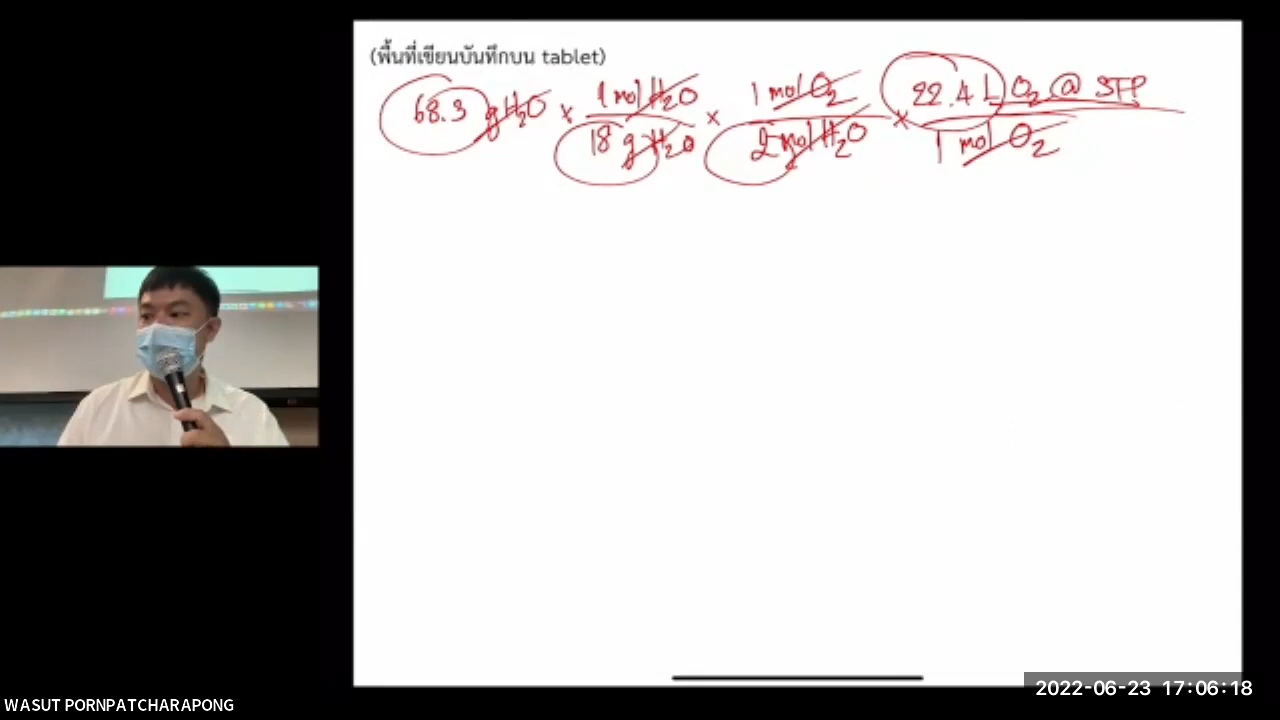 (พื้นที่เขียนบันทึกบน tablet)
68.3 g H₂O × 1 mol H₂O / 18 g H₂O × 1 mol O₂ / 2 mol H₂O × 22.4 L O₂ @ STP / 1 mol O₂
WASUT PORNPATCHARAPONG
2022-06-23 17:06:18